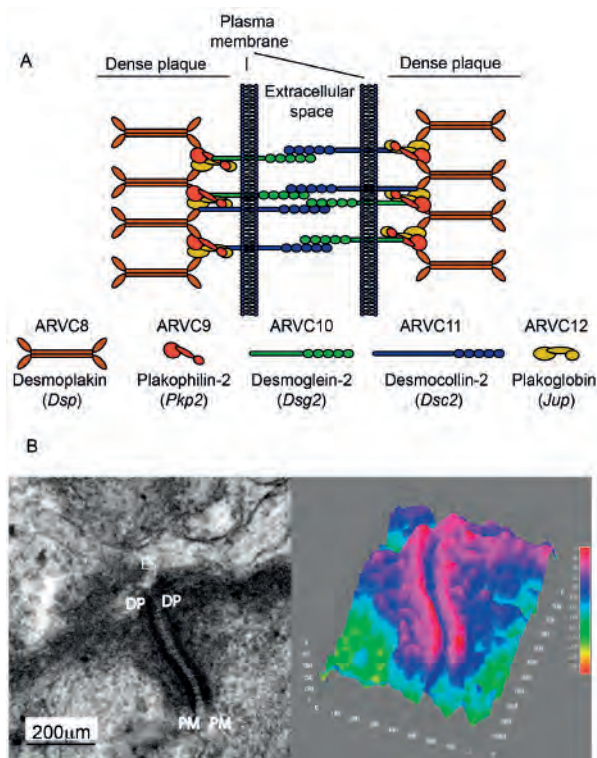 Plasma
membrane
A
Dense plaque
Dense plaque
Extracellular
space
ARVC8 ARVC9 ARVC10 ARVC11 ARVC12
Desmoplakin Plakophilin-2 Desmoglein-2 Desmocollin-2 Plakoglobin
(Dsp) (Pkp2) (Dsg2) (Dsc2) (Jup)
B
DP DP
PM PM
200μm